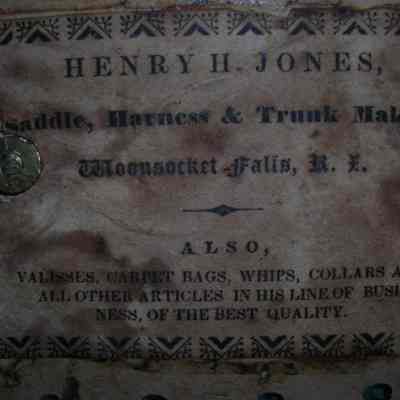 HENRY H. JONES,
Saddle, Harness & Trunk Mak
Woonsocket Falls, R. I.
ALSO,
VALISSES, CARPET BAGS, WHIPS, COLLARS A
ALL OTHER ARTICLES IN HIS LINE OF BUSI
NESS, OF THE BEST QUALITY.